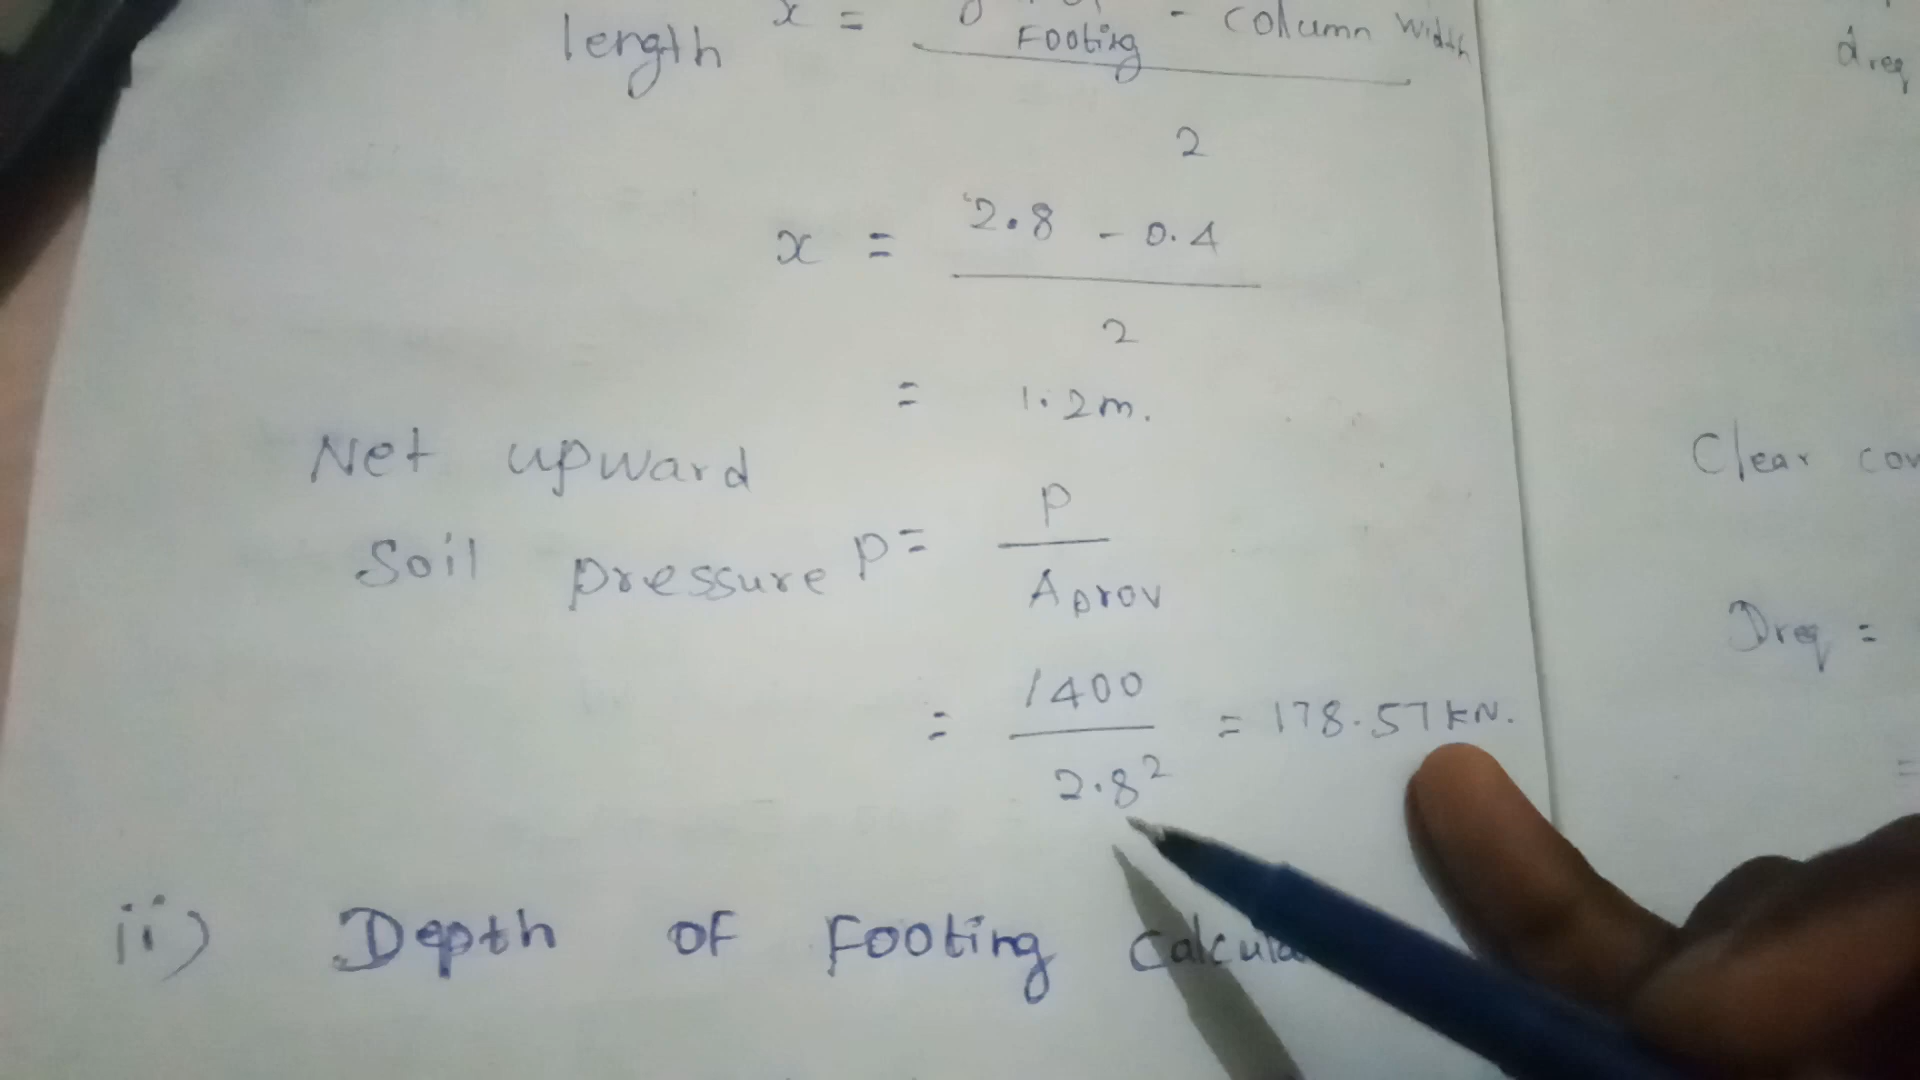 length x = Footing - column width
2
x = 2.8 - 0.4
2
= 1.2m.
Net upward
Soil pressure p = P
Aprov
= 1400 = 178.57 KN.
2.8²
ii) Depth of Footing
dreq
Clear
Dreq =
=